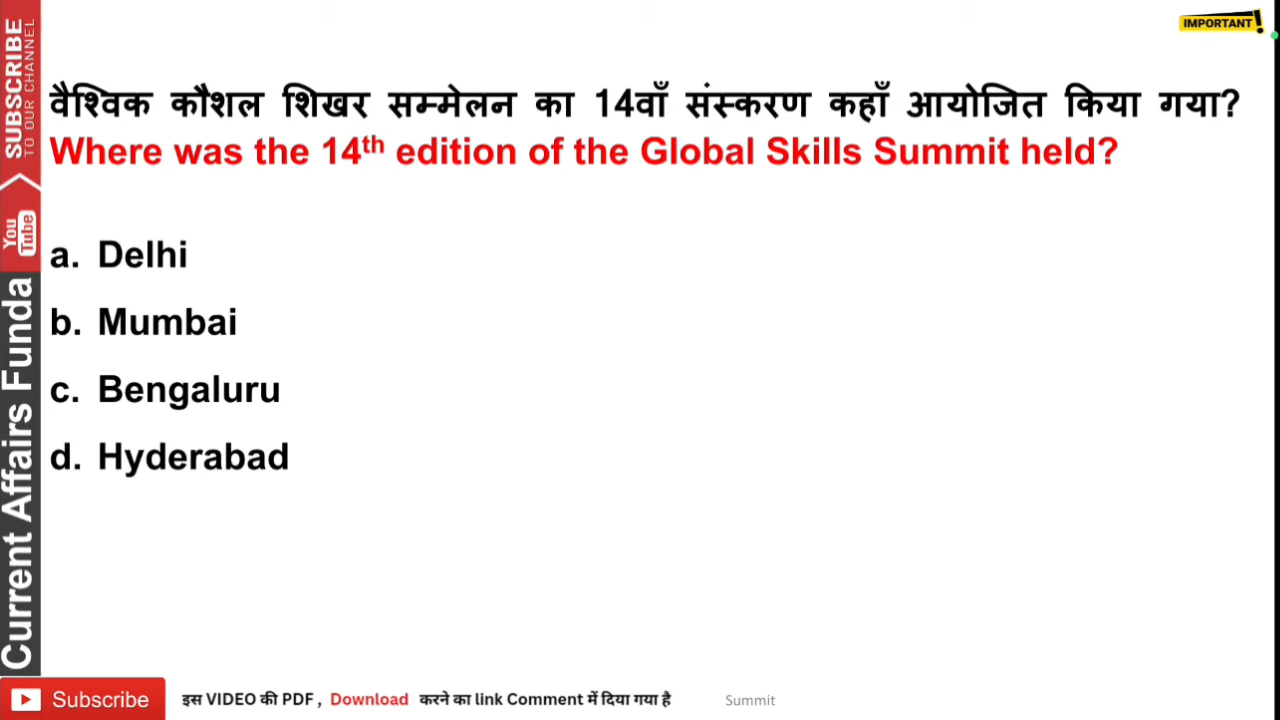 IMPORTANT!
वैश्विक कौशल शिखर सम्मेलन का 14वाँ संस्करण कहाँ आयोजित किया गया?
Where was the 14th edition of the Global Skills Summit held?
a. Delhi
b. Mumbai
c. Bengaluru
d. Hyderabad
SUBSCRIBE
TO OUR CHANNEL
You
Tube
Current Affairs Funda
Subscribe इस VIDEO की PDF , Download करने का link Comment में दिया गया है Summit